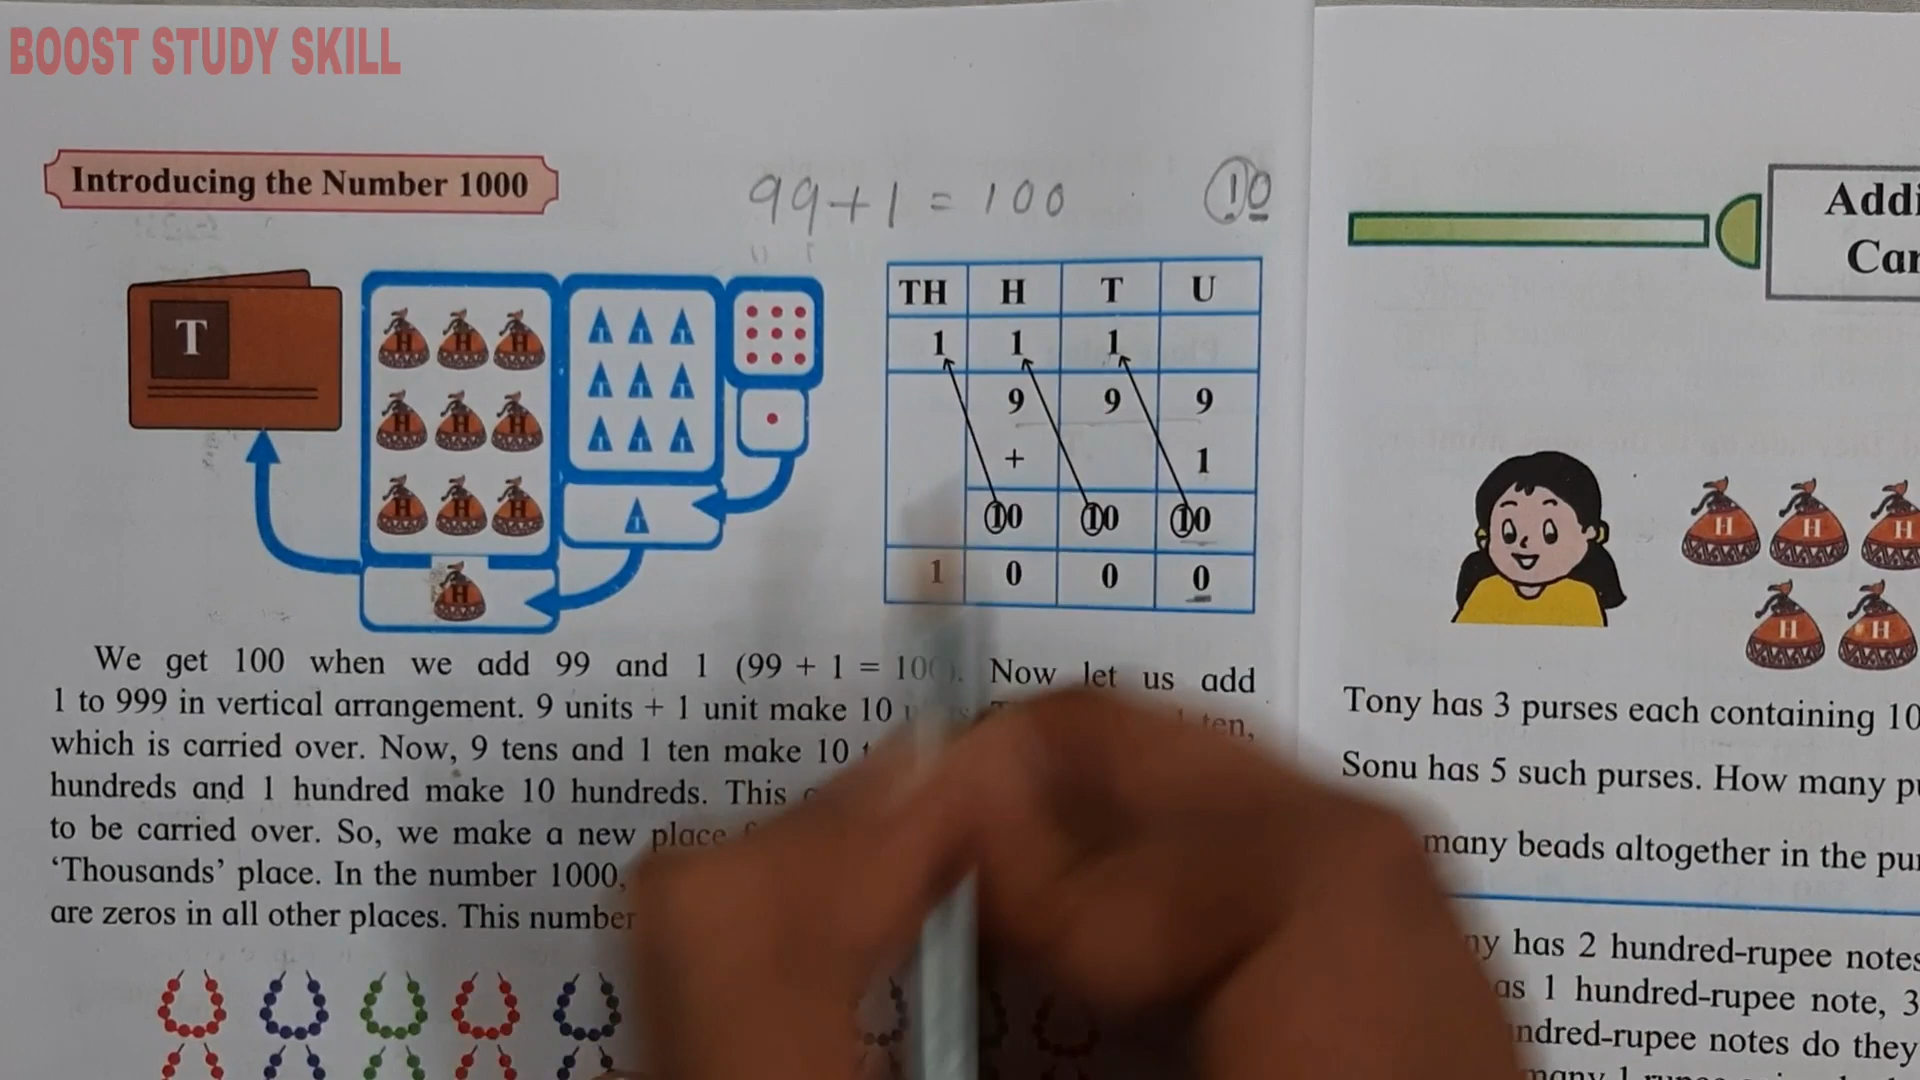 BOOST STUDY SKILL
Introducing the Number 1000
99+1 = 100
10
T
H H H
H H H
H H H
H
T T T
T T T
T T T
T
TH H T U
1 1 1
9 9 9
+ 1
10 10 10
1 0 0 0
We get 100 when we add 99 and 1 (99 + 1 = 100). Now let us add
1 to 999 in vertical arrangement. 9 units + 1 unit make 10 ten,
which is carried over. Now, 9 tens and 1 ten make 10
hundreds and 1 hundred make 10 hundreds. This
to be carried over. So, we make a new place
‘Thousands’ place. In the number 1000,
are zeros in all other places. This number
H H H
H H
Tony has 3 purses each containing 10
Sonu has 5 such purses. How many
many beads altogether in the
has 2 hundred-rupee notes
1 hundred-rupee note, 3
notes do they